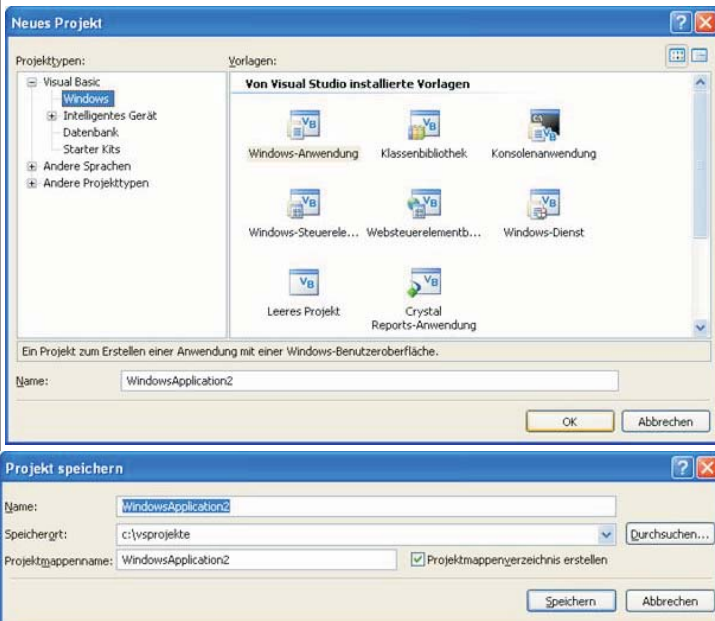 Neues Projekt
Projekttypen:
Vorlagen:
Visual Basic
Windows
Intelligentes Gerät
Datenbank
Starter Kits
Andere Sprachen
Andere Projekttypen
Von Visual Studio installierte Vorlagen
Windows-Anwendung
Klassenbibliothek
Konsolenanwendung
Windows-Steuerele...
Websteuerelementb...
Windows-Dienst
Leeres Projekt
Crystal
Reports-Anwendung
Ein Projekt zum Erstellen einer Anwendung mit einer Windows-Benutzeroberfläche.
Name: WindowsApplication2
OK Abbrechen
Projekt speichern
Name: WindowsApplication2
Speicherort: c:\vsprojekte Durchsuchen...
Projektmappenname: WindowsApplication2 Projektmappenverzeichnis erstellen
Speichern Abbrechen